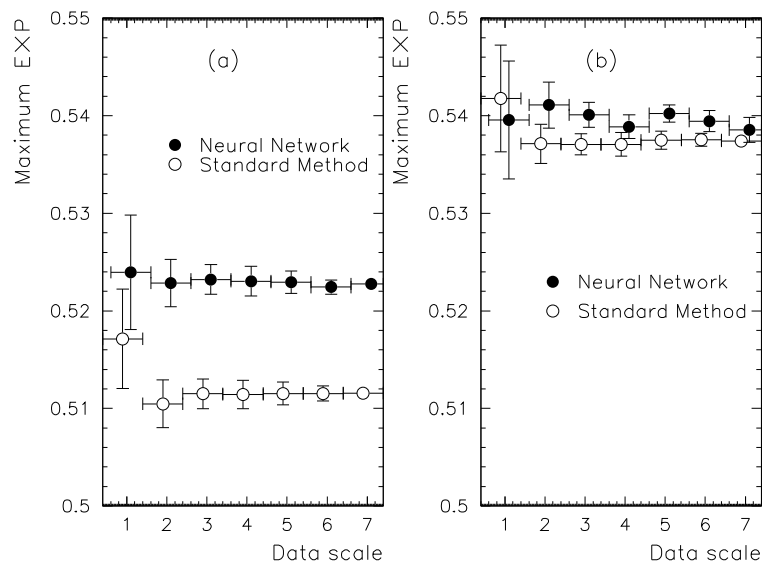 Maximum EXP
0.55
0.54
0.53
0.52
0.51
0.5
(a)
Neural Network
Standard Method
1 2 3 4 5 6 7
Data scale
Maximum EXP
0.55
0.54
0.53
0.52
0.51
0.5
(b)
Neural Network
Standard Method
1 2 3 4 5 6 7
Data scale